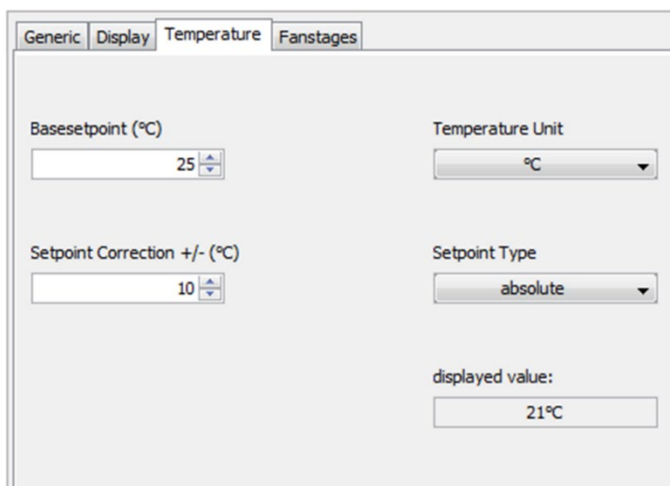 Generic Display Temperature Fanstages
Basesetpoint (°C) Temperature Unit
25 °C
Setpoint Correction +/- (°C) Setpoint Type
10 absolute
displayed value:
21°C